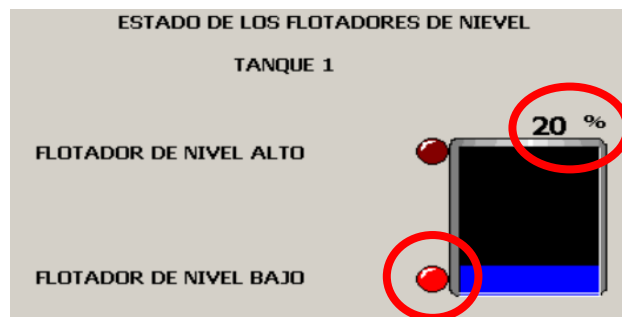 ESTADO DE LOS FLOTADORES DE NIEVEL
TANQUE 1
20 %
FLOTADOR DE NIVEL ALTO
FLOTADOR DE NIVEL BAJO